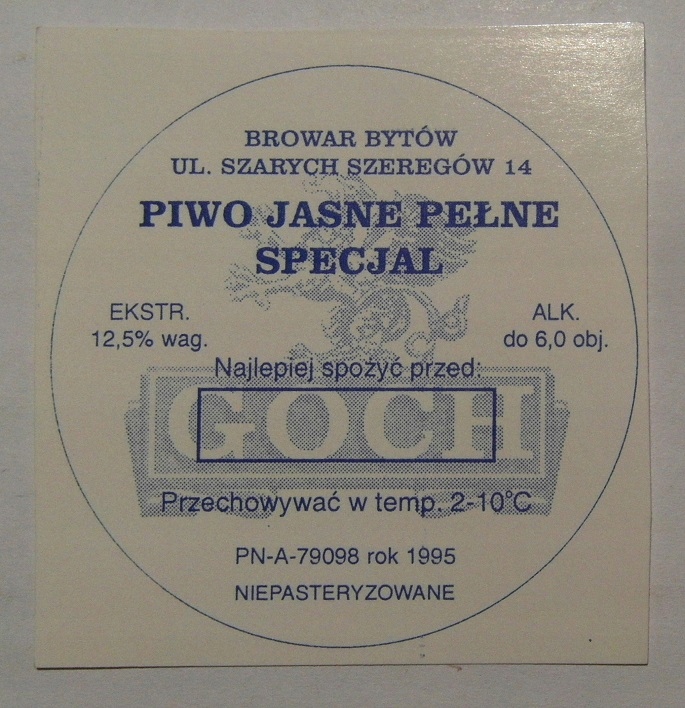 BROWAR BYTÓW
UL. SZARYCH SZEREGÓW 14
PIWO JASNE PEŁNE
SPECJAL
EKSTR.
12,5% wag.
ALK.
do 6,0 obj.
Najlepiej spożyć przed:
GOCH
Przechowywać w temp. 2-10°C
PN-A-79098 rok 1995
NIEPASTERYZOWANE